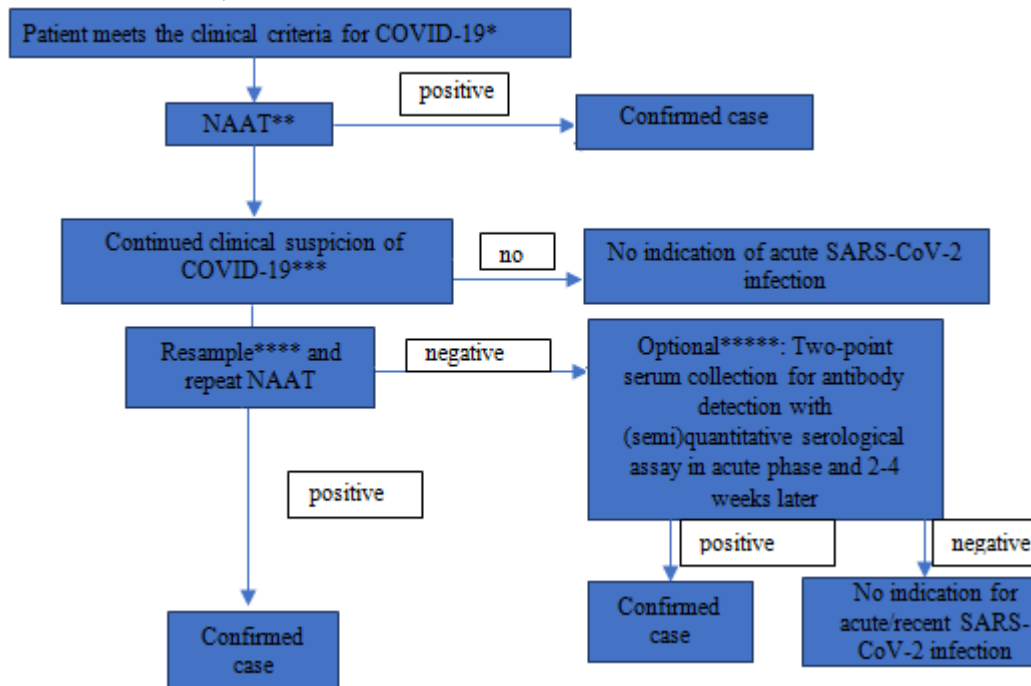 Patient meets the clinical criteria for COVID-19*
positive
NAAT**
Confirmed case
Continued clinical suspicion of
COVID-19***
no
No indication of acute SARS-CoV-2
infection
Resample**** and
repeat NAAT
negative
Optional*****: Two-point
serum collection for antibody
detection with
(semi)quantitative serological
assay in acute phase and 2-4
weeks later
positive
positive
negative
Confirmed
case
Confirmed
case
No indication for
acute/recent SARS-
CoV-2 infection